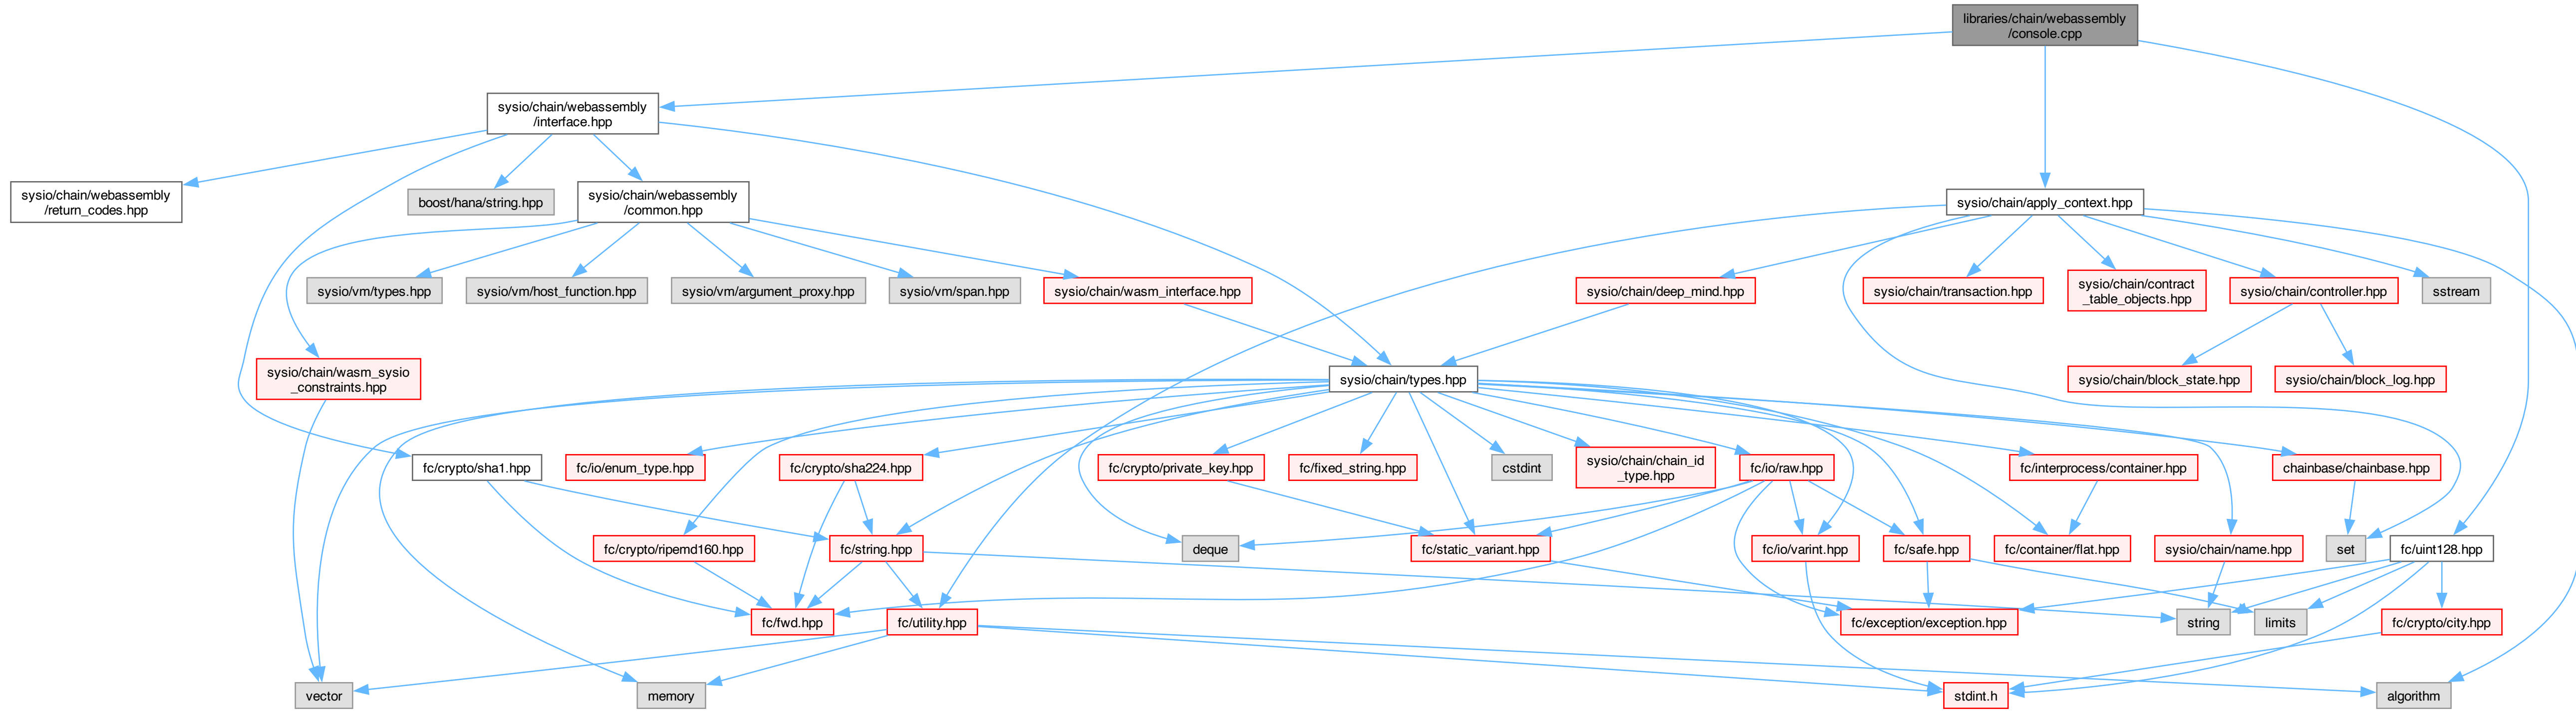 libraries/chain/webassembly
/console.cpp
sysio/chain/webassembly
/interface.hpp
sysio/chain/webassembly
/return_codes.hpp
boost/hana/string.hpp
sysio/chain/webassembly
/common.hpp
sysio/chain/apply_context.hpp
sysio/vm/types.hpp
sysio/vm/host_function.hpp
sysio/vm/argument_proxy.hpp
sysio/vm/span.hpp
sysio/chain/wasm_interface.hpp
sysio/chain/deep_mind.hpp
sysio/chain/transaction.hpp
sysio/chain/contract
_table_objects.hpp
sysio/chain/controller.hpp
sstream
sysio/chain/wasm_sysio
_constraints.hpp
sysio/chain/types.hpp
sysio/chain/block_state.hpp
sysio/chain/block_log.hpp
fc/crypto/sha1.hpp
fc/io/enum_type.hpp
fc/crypto/sha224.hpp
fc/crypto/private_key.hpp
fc/fixed_string.hpp
cstdint
sysio/chain/chain_id
_type.hpp
fc/io/raw.hpp
fc/interprocess/container.hpp
chainbase/chainbase.hpp
fc/crypto/ripemd160.hpp
fc/string.hpp
deque
fc/static_variant.hpp
fc/io/varint.hpp
fc/safe.hpp
fc/container/flat.hpp
sysio/chain/name.hpp
set
fc/uint128.hpp
fc/fwd.hpp
fc/utility.hpp
fc/exception/exception.hpp
string
limits
fc/crypto/city.hpp
vector
memory
stdint.h
algorithm